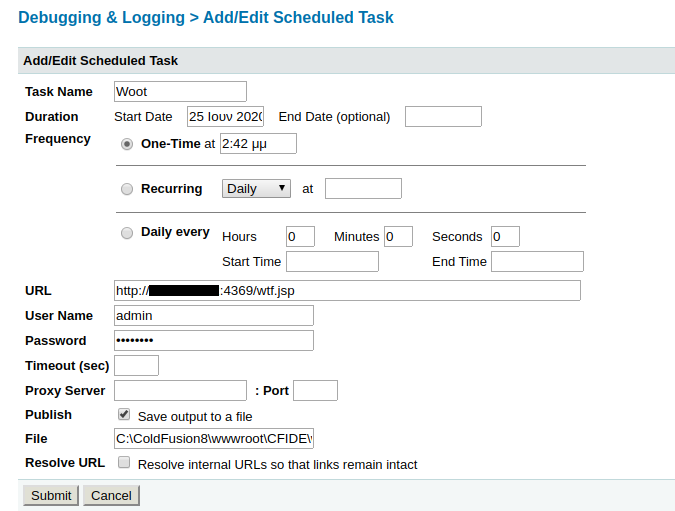 Debugging & Logging > Add/Edit Scheduled Task
Add/Edit Scheduled Task
Task Name Woot
Duration Start Date 25 Ιουν 2020 End Date (optional)
Frequency
One-Time at 2:42 μμ
Recurring Daily at
Daily every Hours 0 Minutes 0 Seconds 0
Start Time End Time
URL http:// :4369/wtf.jsp
User Name admin
Password ••••••••
Timeout (sec)
Proxy Server : Port
Publish Save output to a file
File C:\ColdFusion8\wwwroot\CFIDE\
Resolve URL Resolve internal URLs so that links remain intact
Submit Cancel